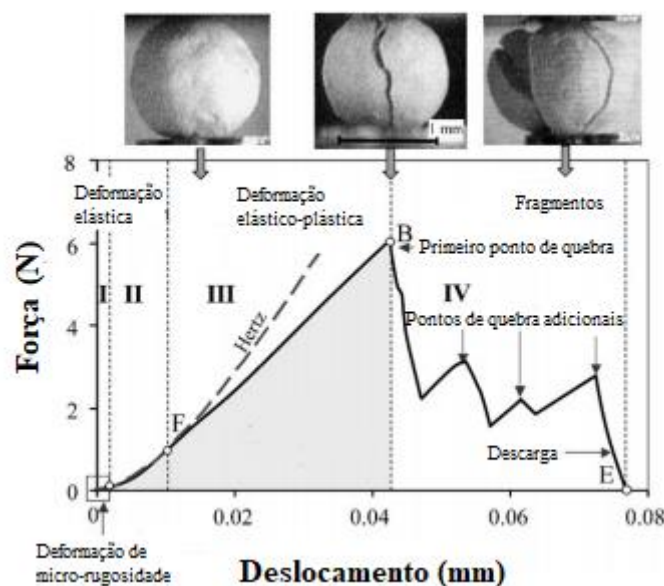 1 mm
8
6
4
2
0
Força (N)
Deformação
elástica
Deformação
elástico-plástica
Fragmentos
I
II
III
IV
Hertz
F
B
Primeiro ponto de quebra
Pontos de quebra adicionais
Descarga
E
0
0.02
0.04
0.06
0.08
Deformação de
micro-rugosidade
Deslocamento (mm)